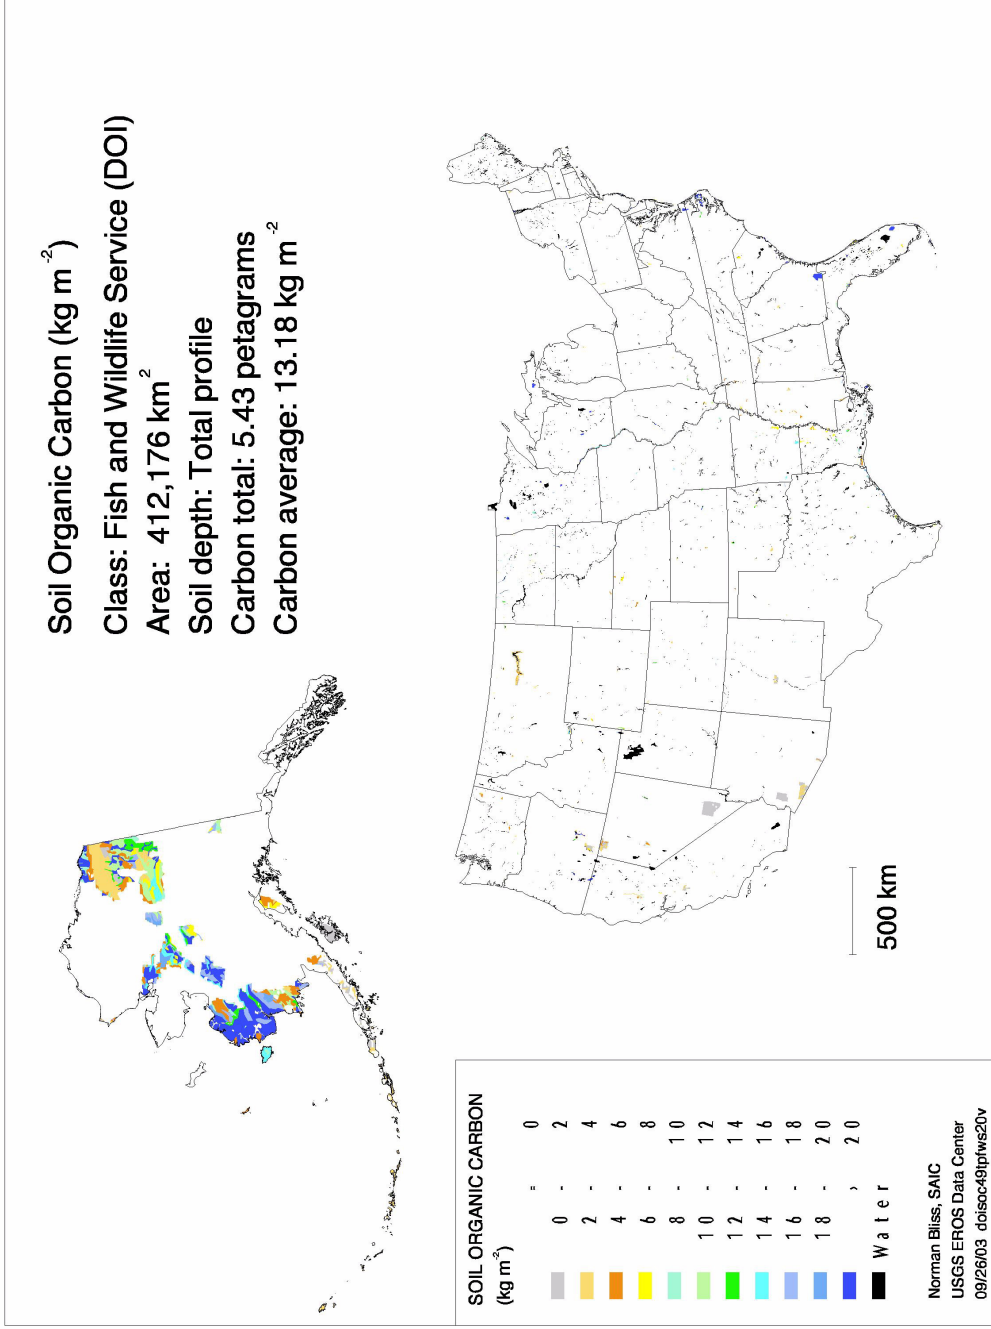 Soil Organic Carbon (kg m⁻²)
Class: Fish and Wildlife Service (DOI)
Area: 412,176 km²
Soil depth: Total profile
Carbon total: 5.43 petagrams
Carbon average: 13.18 kg m⁻²
500 km
SOIL ORGANIC CARBON
(kg m⁻²)
= 0
0 - 2
2 - 4
4 - 6
6 - 8
8 - 10
10 - 12
12 - 14
14 - 16
16 - 18
18 - 20
> 20
Water
Norman Bliss, SAIC
USGS EROS Data Center
09/26/03 doisoc49tpfws20v